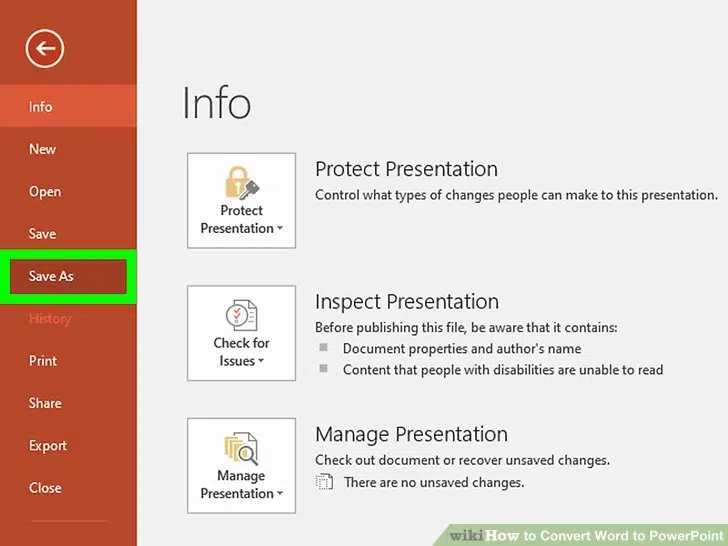 Info
New
Open
Save
Save As
History
Print
Share
Export
Close
Info
Protect
Presentation
Protect Presentation
Control what types of changes people can make to this presentation.
Check for
Issues
Inspect Presentation
Before publishing this file, be aware that it contains:
Document properties and author's name
Content that people with disabilities are unable to read
Manage
Presentation
Manage Presentation
Check out document or recover unsaved changes.
There are no unsaved changes.
wikiHow to Convert Word to PowerPoint